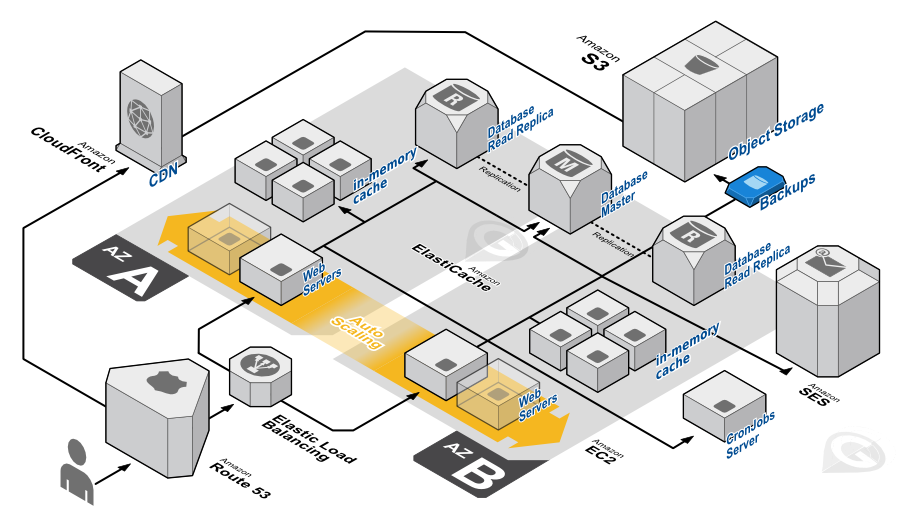 Amazon
S3
Object Storage
Backups
Amazon
CloudFront
CDN
Database
Read Replica
R
in-memory
cache
Replication
M
Database
Master
Replication
R
Database
Read Replica
Amazon
ElastiCache
AZ
A
Web
Servers
Auto
Scaling
in-memory
cache
@
Amazon
SES
Web
Servers
CronJobs
Server
Amazon
EC2
AZ
B
Elastic Load
Balancing
Amazon
Route 53
G
G